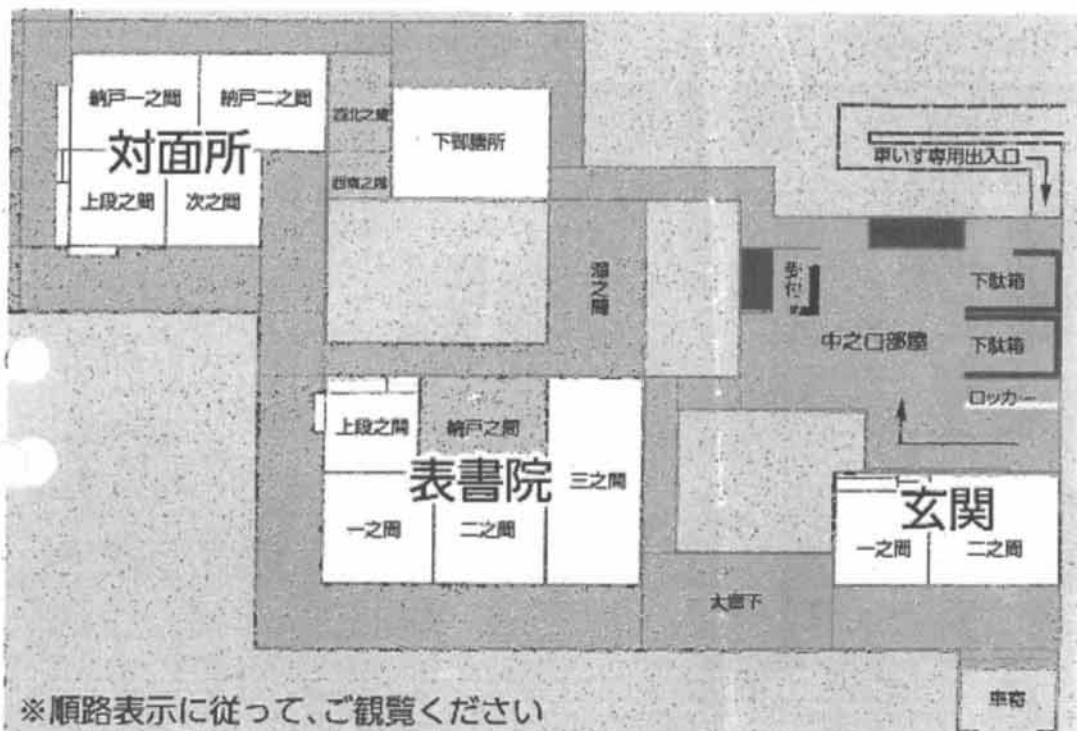 納戸一之間 納戸二之間
対面所
上段之間 次之間
下御膳所
車いす専用出入口
溜之間
受付
下駄箱
中之口部屋
下駄箱
ロッカー
上段之間 納戸之間
表書院
三之間
一之間 二之間
玄関
一之間 二之間
大廊下
車寄
※順路表示に従って、ご観覧ください